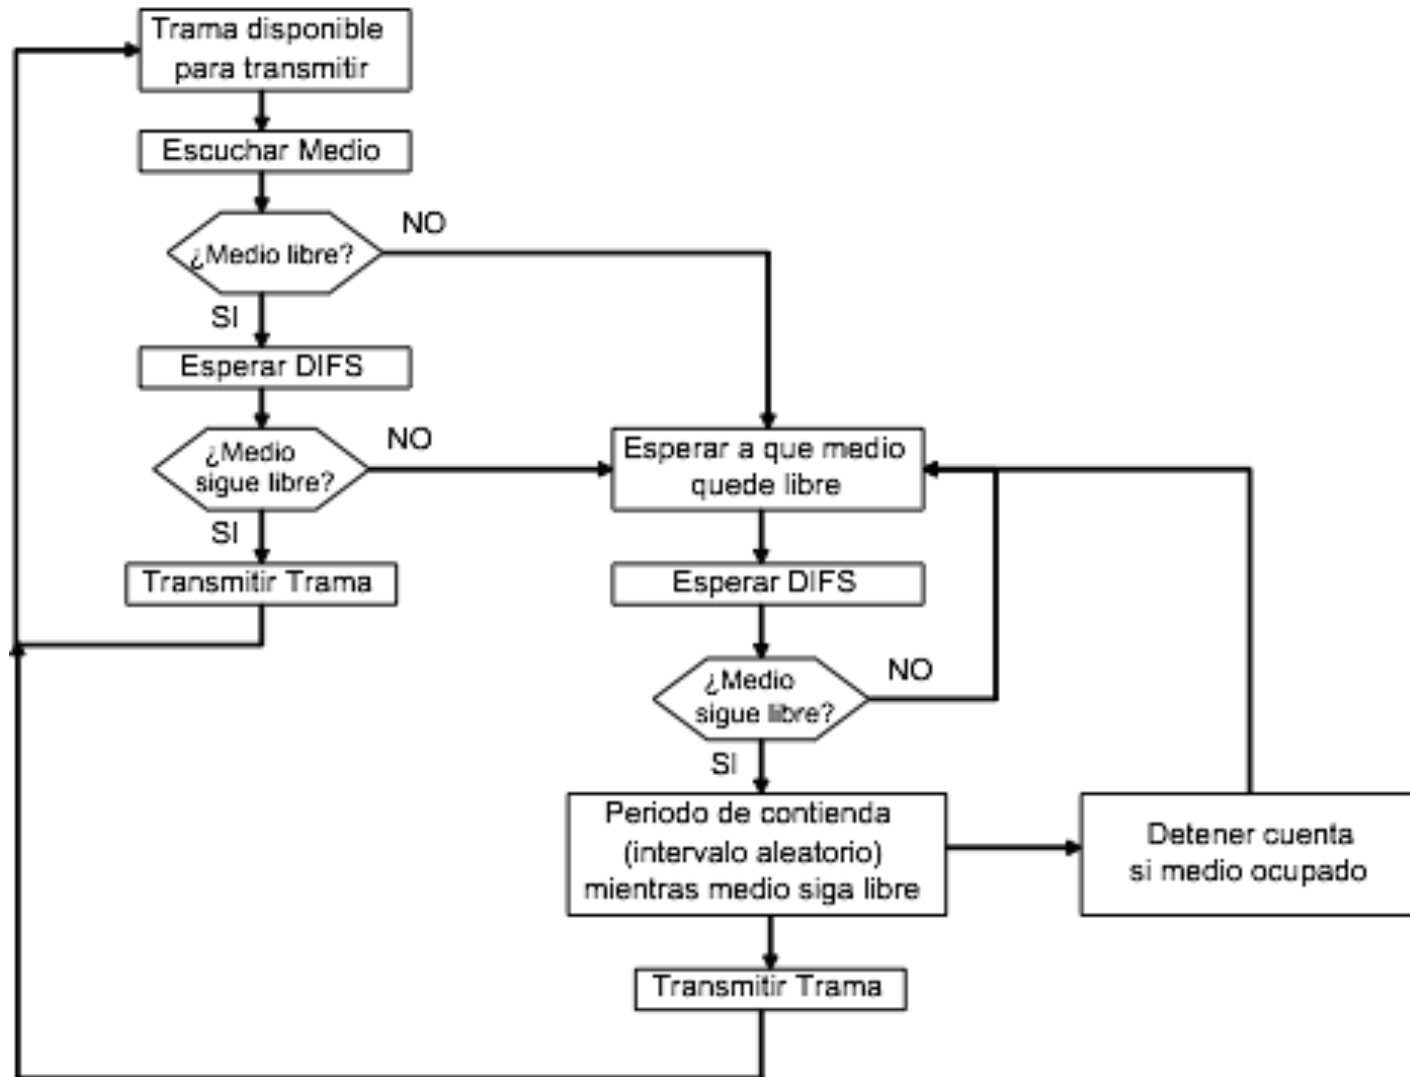 Trama disponible
para transmitir
Escuchar Medio
¿Medio libre?
NO
SI
Esperar DIFS
¿Medio
sigue libre?
NO
SI
Transmitir Trama
Esperar a que medio
quede libre
Esperar DIFS
¿Medio
sigue libre?
NO
SI
Periodo de contienda
(intervalo aleatorio)
mientras medio siga libre
Detener cuenta
si medio ocupado
Transmitir Trama